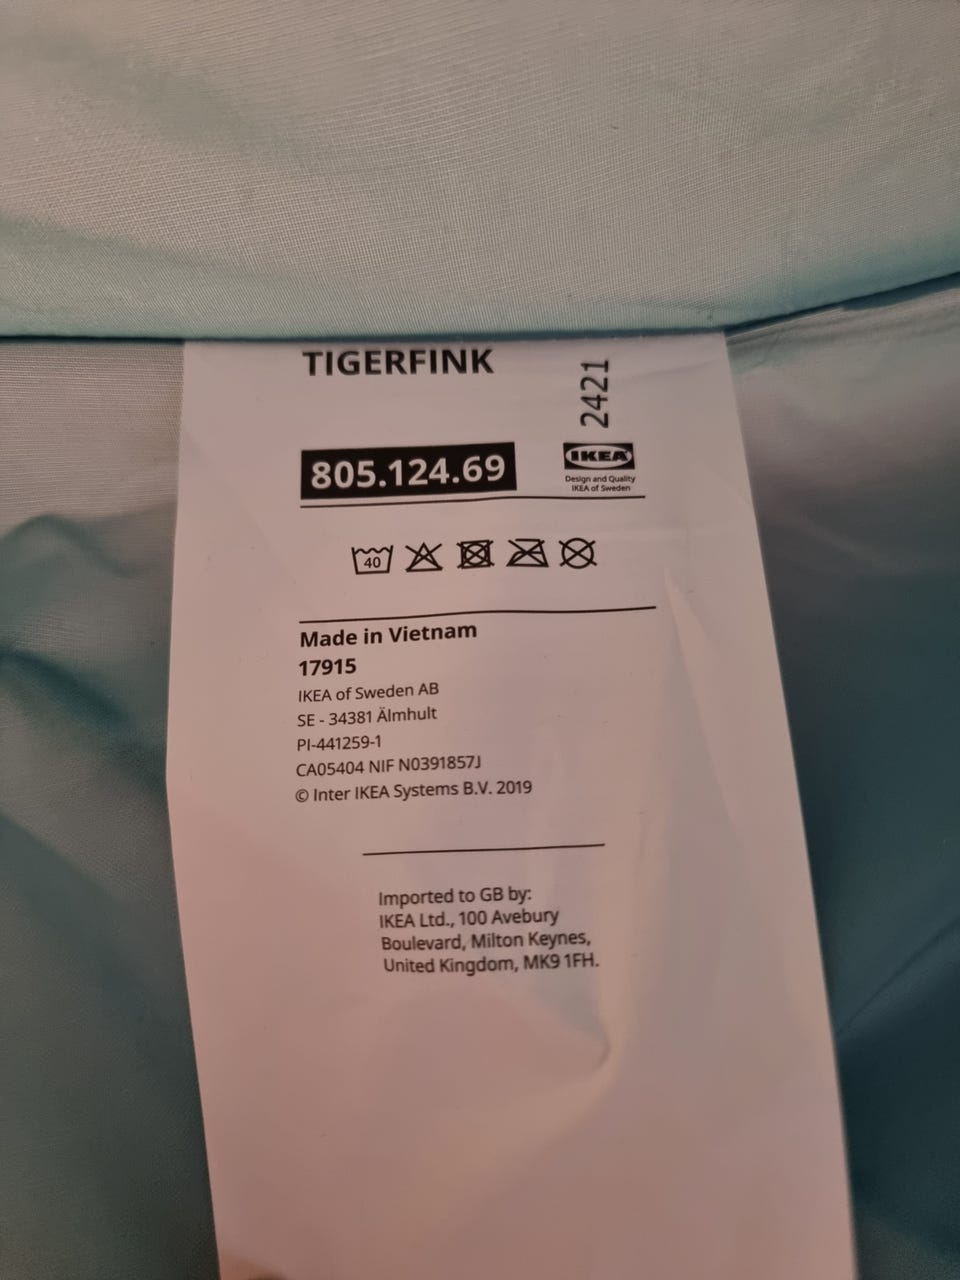 TIGERFINK
2421
805.124.69
IKEA
Design and Quality
IKEA of Sweden
40
Made in Vietnam
17915
IKEA of Sweden AB
SE - 34381 Älmhult
PI-441259-1
CA05404 NIF N0391857J
© Inter IKEA Systems B.V. 2019
Imported to GB by:
IKEA Ltd., 100 Avebury
Boulevard, Milton Keynes,
United Kingdom, MK9 1FH.